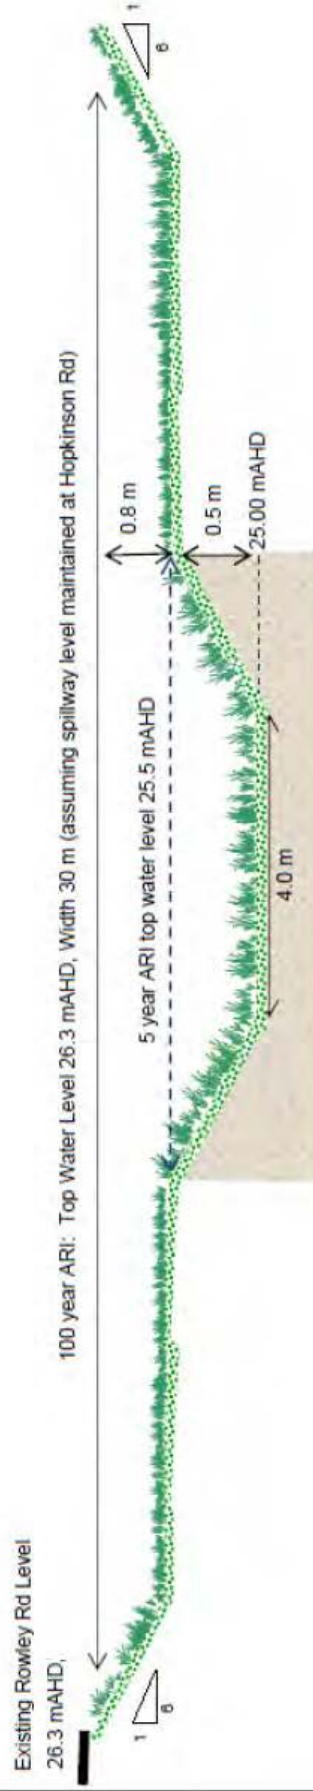 Existing Rowley Rd Level
26.3 mAHD,
100 year ARI: Top Water Level 26.3 mAHD, Width 30 m (assuming spillway level maintained at Hopkinson Rd)
1
6
0.8 m
5 year ARI top water level 25.5 mAHD
0.5 m
25.00 mAHD
4.0 m
1
6